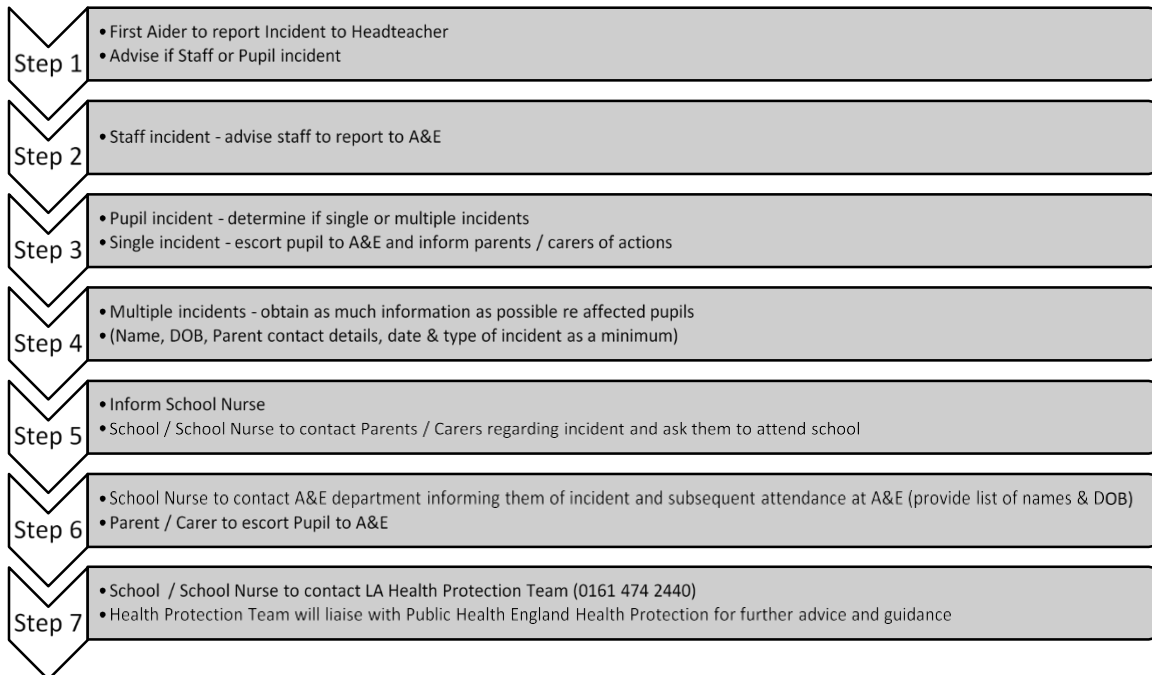 Step 1
• First Aider to report Incident to Headteacher
• Advise if Staff or Pupil incident
Step 2
• Staff incident - advise staff to report to A&E
Step 3
• Pupil incident - determine if single or multiple incidents
• Single incident - escort pupil to A&E and inform parents / carers of actions
Step 4
• Multiple incidents - obtain as much information as possible re affected pupils
• (Name, DOB, Parent contact details, date & type of incident as a minimum)
Step 5
• Inform School Nurse
• School / School Nurse to contact Parents / Carers regarding incident and ask them to attend school
Step 6
• School Nurse to contact A&E department informing them of incident and subsequent attendance at A&E (provide list of names & DOB)
• Parent / Carer to escort Pupil to A&E
Step 7
• School / School Nurse to contact LA Health Protection Team (0161 474 2440)
• Health Protection Team will liaise with Public Health England Health Protection for further advice and guidance